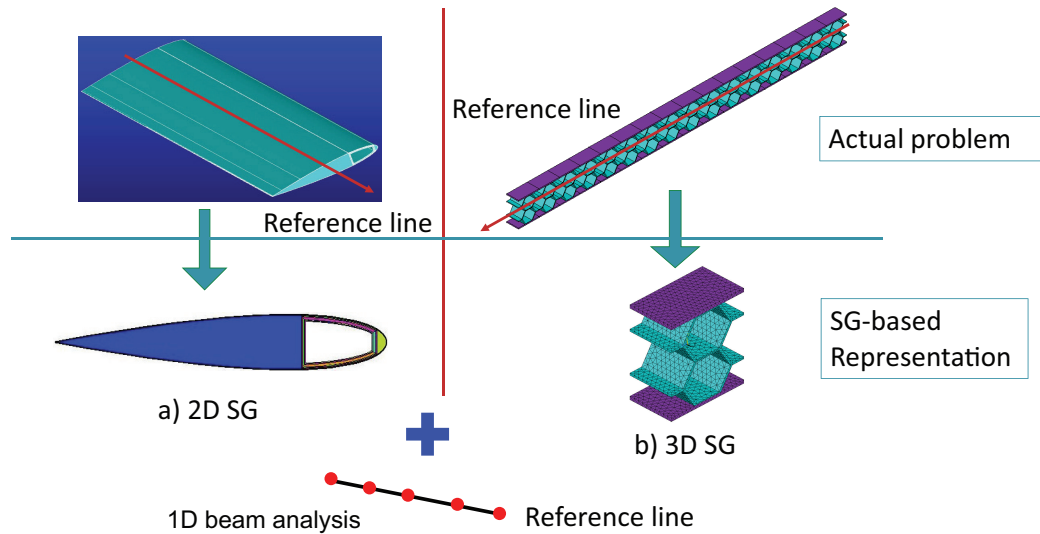 Reference line
Actual problem
Reference line
SG-based
Representation
a) 2D SG
b) 3D SG
1D beam analysis
Reference line